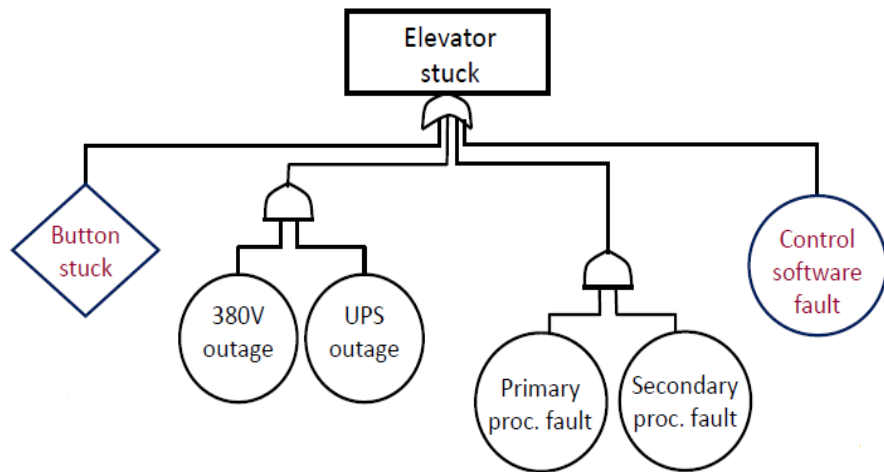 Elevator
stuck
Button
stuck
380V
outage
UPS
outage
Primary
proc. fault
Secondary
proc. fault
Control
software
fault